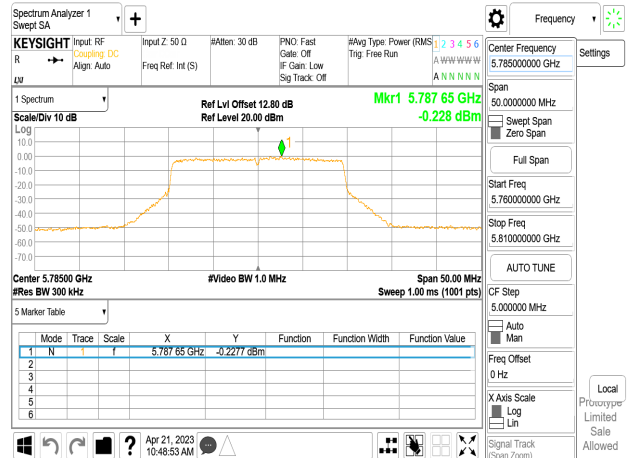 Spectrum Analyzer 1
Swept SA
Frequency
KEYSIGHT
R
Input: RF
Coupling: DC
Align: Auto
Input Z: 50 Ω
Freq Ref: Int (S)
#Atten: 30 dB
PNO: Fast
Gate: Off
IF Gain: Low
Sig Track: Off
#Avg Type: Power (RMS
Trig: Free Run
1 2 3 4 5 6
A W W W W W
A N N N N N
1 Spectrum
Scale/Div 10 dB
Ref Lvl Offset 12.80 dB
Ref Level 20.00 dBm
Mkr1 5.787 65 GHz
-0.228 dBm
Log
10.0
0.00
-10.0
-20.0
-30.0
-40.0
-50.0
-60.0
-70.0
1
Center 5.78500 GHz
#Res BW 300 kHz
#Video BW 1.0 MHz
Span 50.00 MHz
Sweep 1.00 ms (1001 pts)
5 Marker Table
Mode Trace Scale X Y Function Function Width Function Value
1 N 1 f 5.787 65 GHz -0.2277 dBm
2
3
4
5
6
Apr 21, 2023
10:48:53 AM
Center Frequency
5.785000000 GHz
Settings
Span
50.0000000 MHz
Swept Span
Zero Span
Full Span
Start Freq
5.760000000 GHz
Stop Freq
5.810000000 GHz
AUTO TUNE
CF Step
5.000000 MHz
Auto
Man
Freq Offset
0 Hz
X Axis Scale
Log
Lin
Signal Track
(Span Zoom)
Local
Prototype
Limited
Sale
Allowed